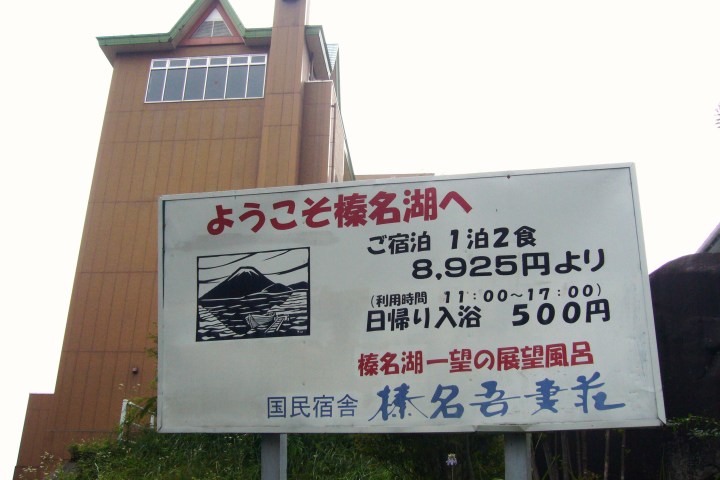 ようこそ榛名湖へ
ご宿泊 1泊2食
8,925円より
(利用時間 11:00～17:00)
日帰り入浴 500円
榛名湖一望の展望風呂
国民宿舎 榛名吾妻荘